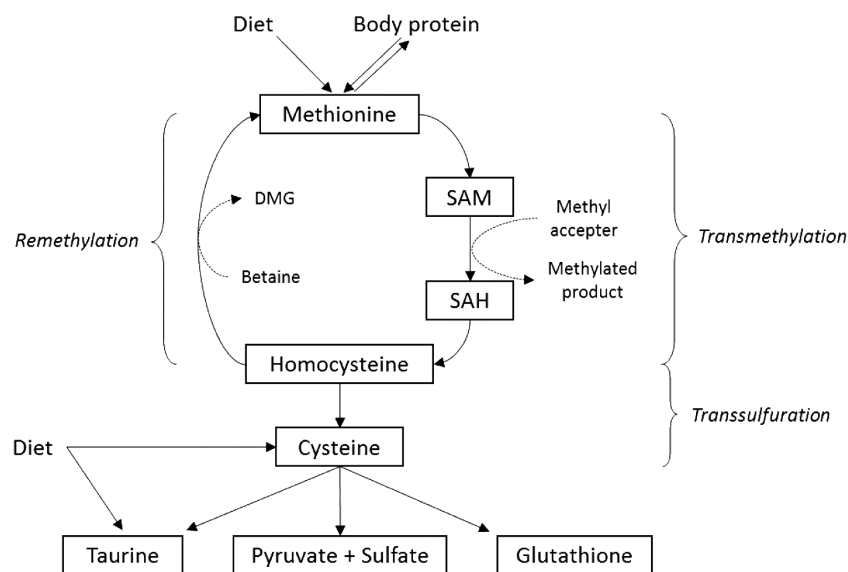 Diet
Body protein
Methionine
SAM
DMG
Methyl
accepter
Remethylation
Transmethylation
Betaine
Methylated
product
SAH
Homocysteine
Transsulfuration
Diet
Cysteine
Taurine
Pyruvate + Sulfate
Glutathione